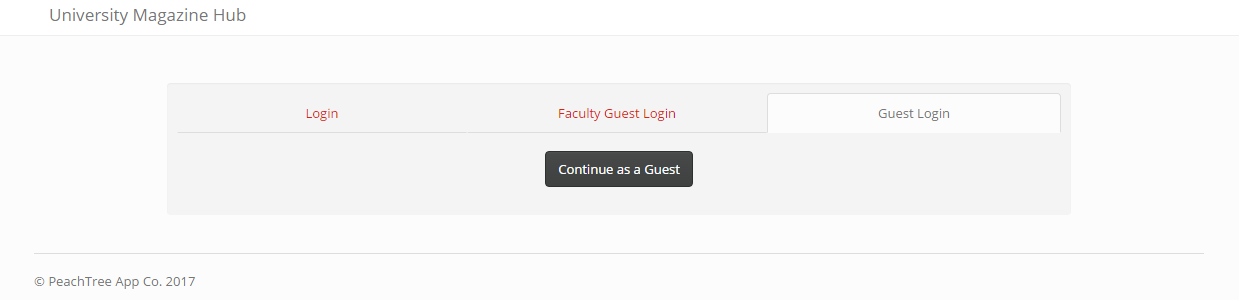 University Magazine Hub
Login
Faculty Guest Login
Guest Login
Continue as a Guest
© PeachTree App Co. 2017